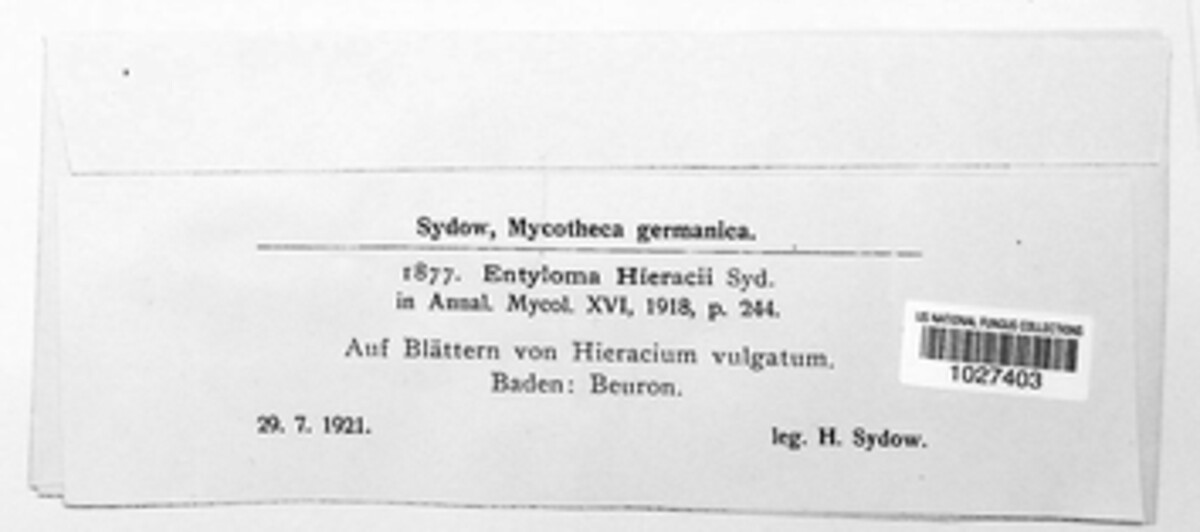 Sydow, Mycotheca germanica.
1877. Entyloma Hieracii Syd.
in Annal. Mycol. XVI, 1918, p. 244.
Auf Blättern von Hieracium vulgatum.
Baden: Beuron.
29. 7. 1921.
leg. H. Sydow.
US NATIONAL FUNGUS COLLECTIONS
1027403